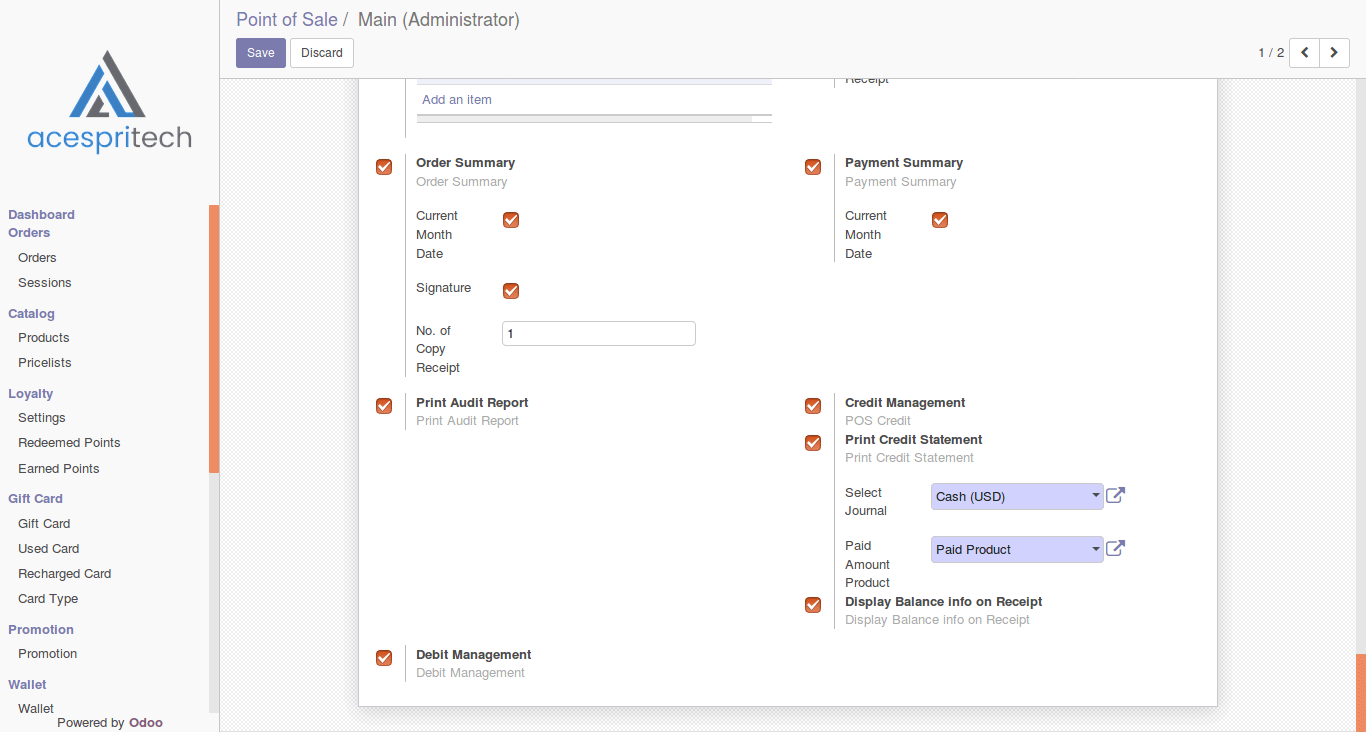 acespritech
Dashboard
Orders
Orders
Sessions
Catalog
Products
Pricelists
Loyalty
Settings
Redeemed Points
Earned Points
Gift Card
Gift Card
Used Card
Recharged Card
Card Type
Promotion
Promotion
Wallet
Wallet
Powered by Odoo
Point of Sale / Main (Administrator)
Save Discard
1 / 2
Receipt
Add an item
Order Summary
Order Summary
Current
Month
Date
Signature
No. of
Copy
Receipt
1
Payment Summary
Payment Summary
Current
Month
Date
Print Audit Report
Print Audit Report
Credit Management
POS Credit
Print Credit Statement
Print Credit Statement
Select
Journal
Cash (USD)
Paid
Amount
Product
Paid Product
Display Balance info on Receipt
Display Balance info on Receipt
Debit Management
Debit Management